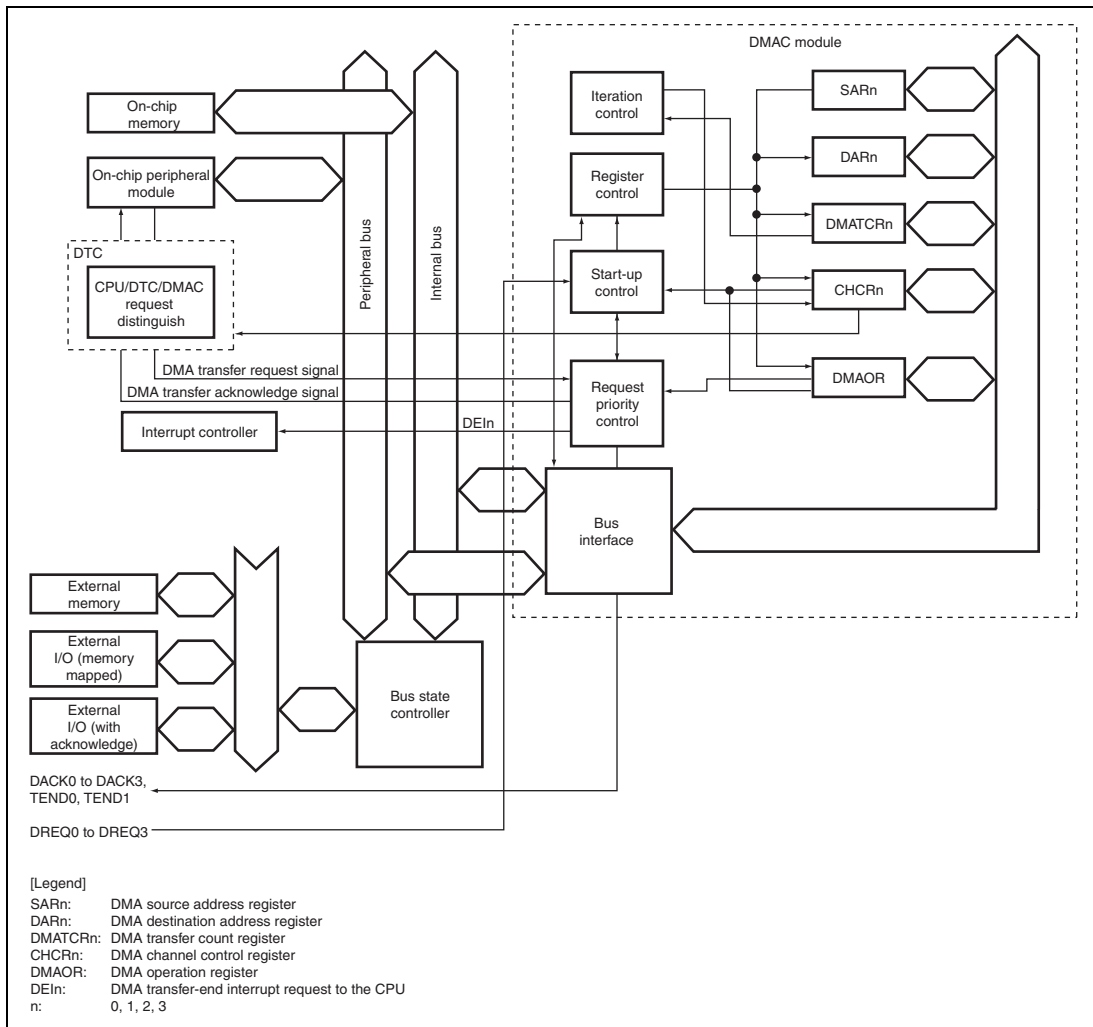 DMAC module
On-chip
memory
Iteration
control
SARn
On-chip peripheral
module
Register
control
DARn
DMATCRn
Peripheral bus
Internal bus
DTC
CPU/DTC/DMAC
request
distinguish
Start-up
control
CHCRn
DMA transfer request signal
DMA transfer acknowledge signal
Request
priority
control
DMAOR
Interrupt controller
DEIn
Bus
interface
External
memory
External
I/O (memory
mapped)
External
I/O (with
acknowledge)
Bus state
controller
DACK0 to DACK3,
TEND0, TEND1
DREQ0 to DREQ3
[Legend]
SARn: DMA source address register
DARn: DMA destination address register
DMATCRn: DMA transfer count register
CHCRn: DMA channel control register
DMAOR: DMA operation register
DEIn: DMA transfer-end interrupt request to the CPU
n: 0, 1, 2, 3